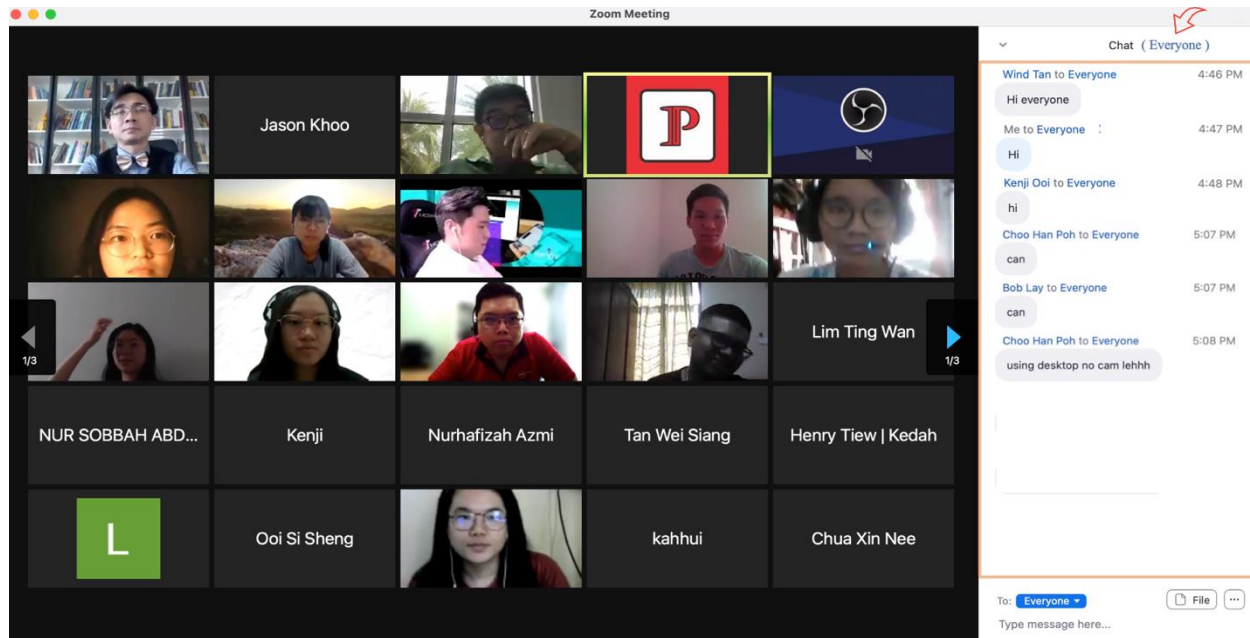 Zoom Meeting
Chat ( Everyone )
Jason Khoo
P
Lim Ting Wan
1/3
1/3
NUR SOBBAH ABD...
Kenji
Nurhafizah Azmi
Tan Wei Siang
Henry Tiew | Kedah
L
Ooi Si Sheng
kahhui
Chua Xin Nee
Wind Tan to Everyone 4:46 PM
Hi everyone
Me to Everyone : 4:47 PM
Hi
Kenji Ooi to Everyone 4:48 PM
hi
Choo Han Poh to Everyone 5:07 PM
can
Bob Lay to Everyone 5:07 PM
can
Choo Han Poh to Everyone 5:08 PM
using desktop no cam lehhh
To: Everyone
File
Type message here...